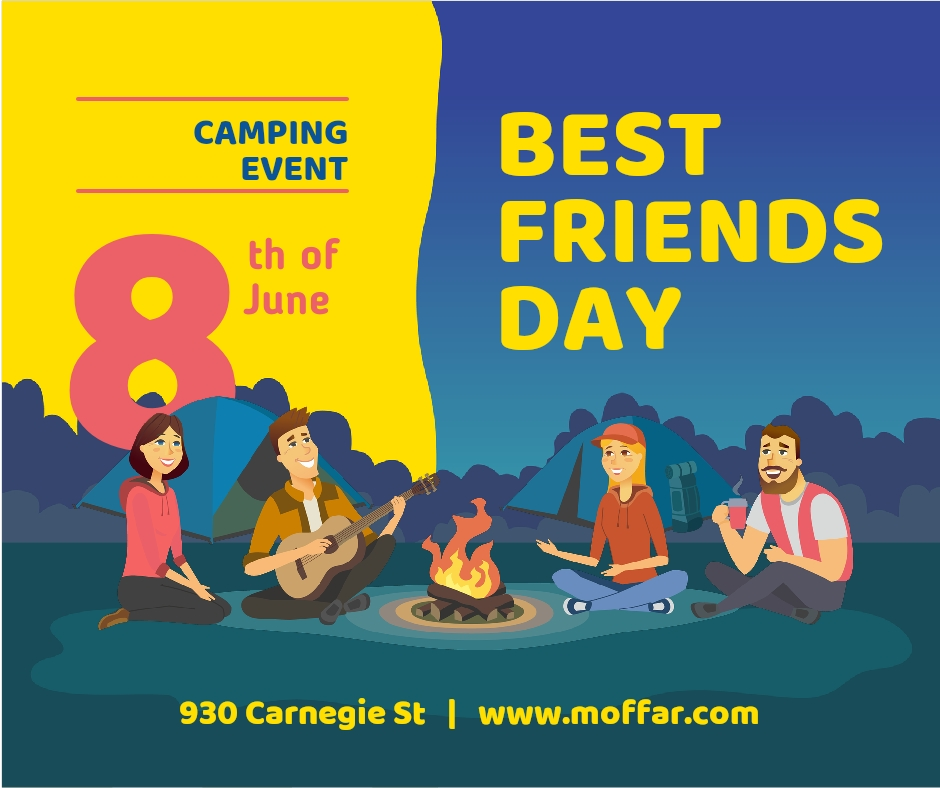 CAMPING
EVENT
8
th of
June
BEST
FRIENDS
DAY
930 Carnegie St | www.moffar.com